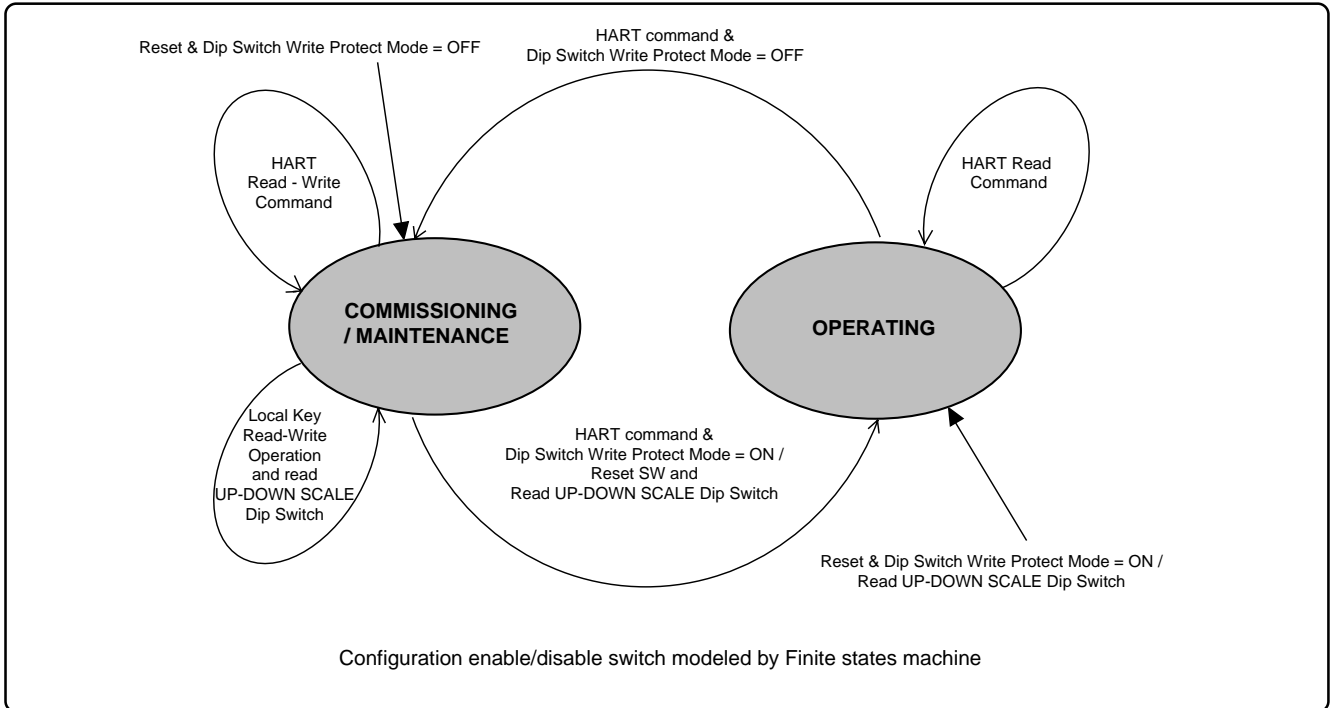 Reset & Dip Switch Write Protect Mode = OFF
HART command &
Dip Switch Write Protect Mode = OFF
HART
Read - Write
Command
HART Read
Command
COMMISSIONING
/ MAINTENANCE
OPERATING
Local Key
Read-Write
Operation
and read
UP-DOWN SCALE
Dip Switch
HART command &
Dip Switch Write Protect Mode = ON /
Reset SW and
Read UP-DOWN SCALE Dip Switch
Reset & Dip Switch Write Protect Mode = ON /
Read UP-DOWN SCALE Dip Switch
Configuration enable/disable switch modeled by Finite states machine